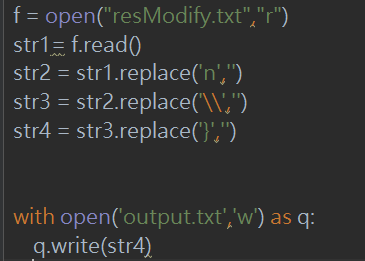 f = open("resModify.txt","r")
str1= f.read()
str2 = str1.replace('n','')
str3 = str2.replace('\\','')
str4 = str3.replace('}','')
with open('output.txt','w') as q:
q.write(str4)